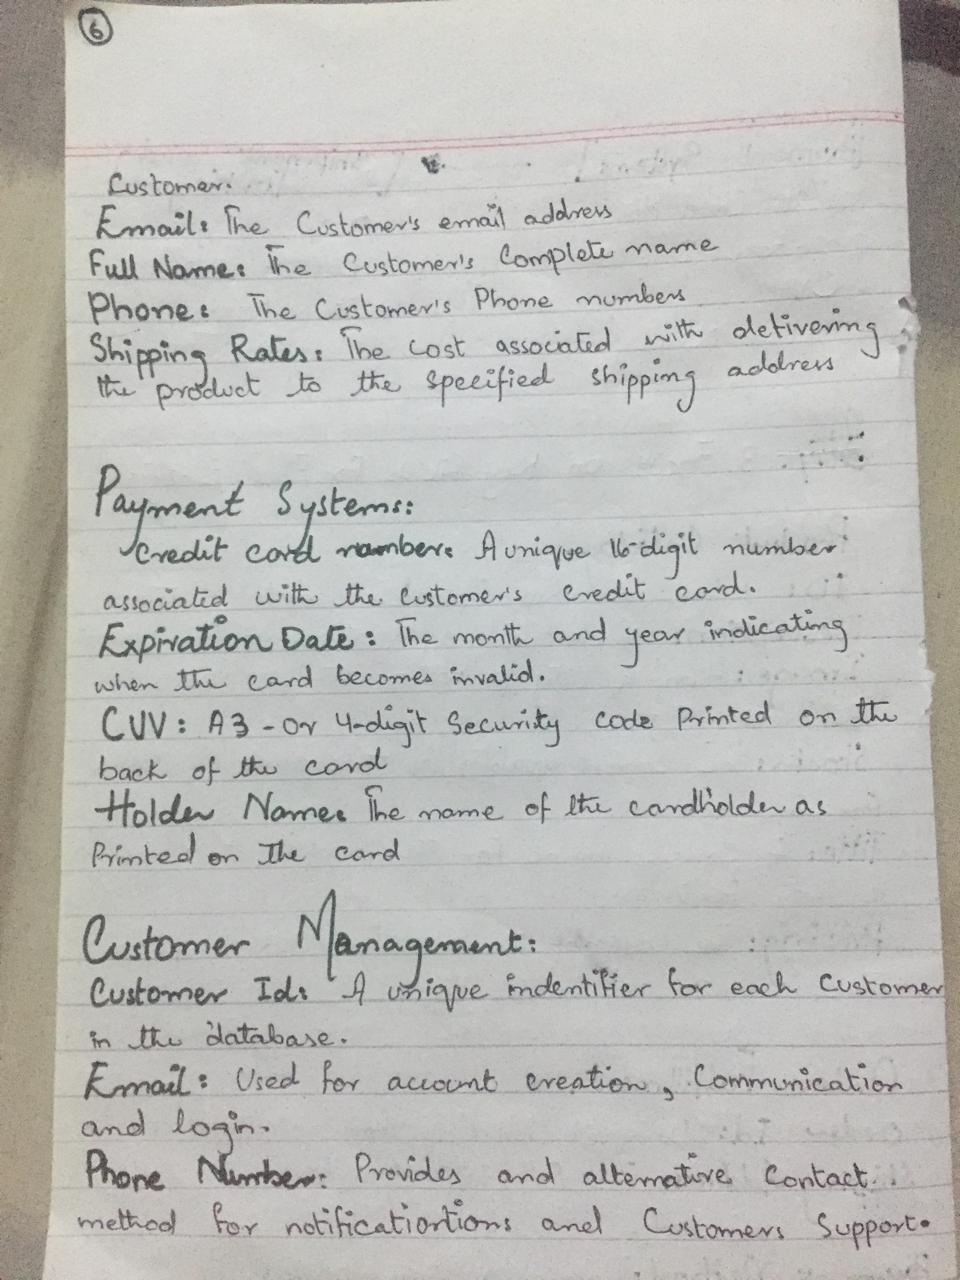 6
Customer.
Email: The Customer's email address
Full Name: The Customer's Complete name
Phone: The Customer's Phone numbers
Shipping Rates: The cost associated with delivering
the product to the specified shipping address
Payment Systems:
Credit card number: A unique 16-digit number
associated with the customer's credit card.
Expiration Date: The month and year indicating
when the card becomes invalid.
CUV: A 3-or 4-digit Security code Printed on the
back of the card
Holder Name: The name of the cardholder as
Printed on The card
Customer Management:
Customer Id: A unique indentifier for each Customer
in the database.
Email: Used for account creation, Communication
and login.
Phone Number: Provides and alternative Contact
method for notificatiortions and Customers Support.